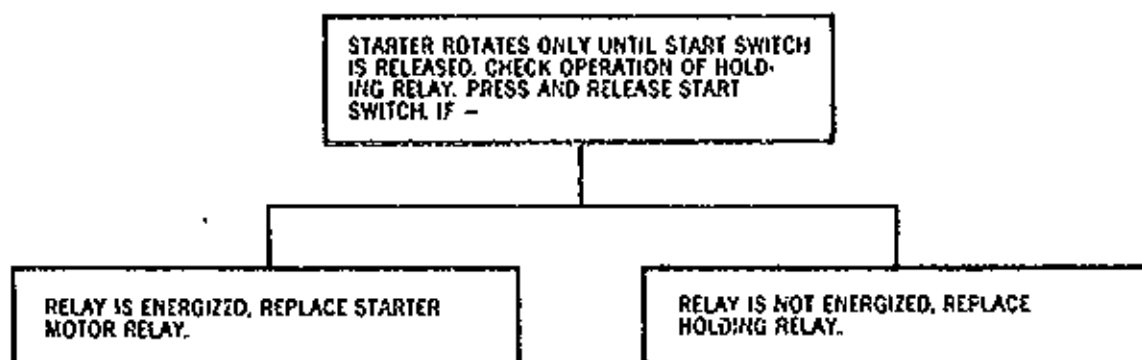 STARTER ROTATES ONLY UNTIL START SWITCH
IS RELEASED. CHECK OPERATION OF HOLD-
ING RELAY. PRESS AND RELEASE START
SWITCH. IF –
RELAY IS ENERGIZED, REPLACE STARTER
MOTOR RELAY.
RELAY IS NOT ENERGIZED, REPLACE
HOLDING RELAY.